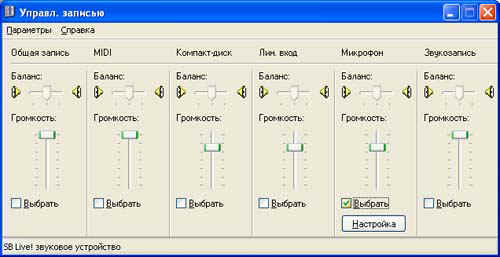 Управл. записью
Параметры Справка
Общая запись MIDI Компакт-диск Лин. вход Микрофон Звукозапись
Баланс: Баланс: Баланс: Баланс: Баланс: Баланс:
Громкость: Громкость: Громкость: Громкость: Громкость: Громкость:
Выбрать Выбрать Выбрать Выбрать Выбрать Выбрать
Настройка
SB Live! звуковое устройство